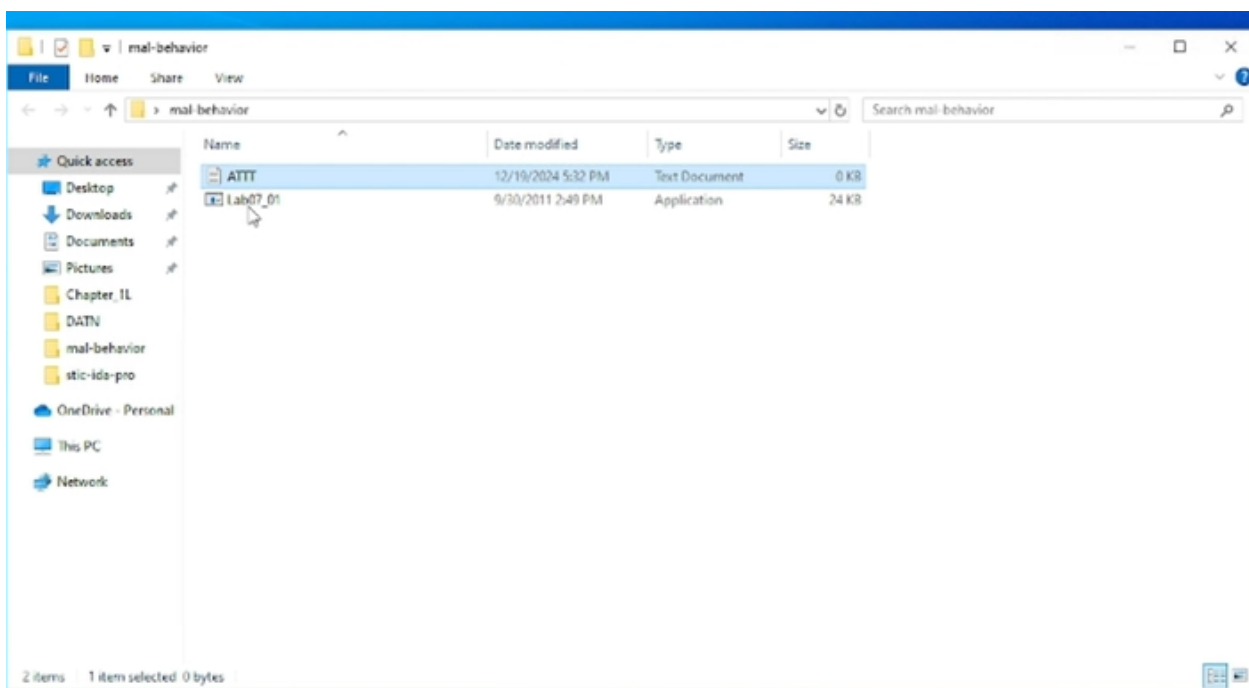 mal-behavior
File Home Share View
mal-behavior Search mal-behavior
Name Date modified Type Size
Quick access
ATTT 12/19/2024 5:32 PM Text Document 0 KB
Desktop
Lab07_01 9/30/2011 2:49 PM Application 24 KB
Downloads
Documents
Pictures
Chapter_1L
DATN
mal-behavior
stic-ida-pro
OneDrive - Personal
This PC
Network
2 items 1 item selected 0 bytes